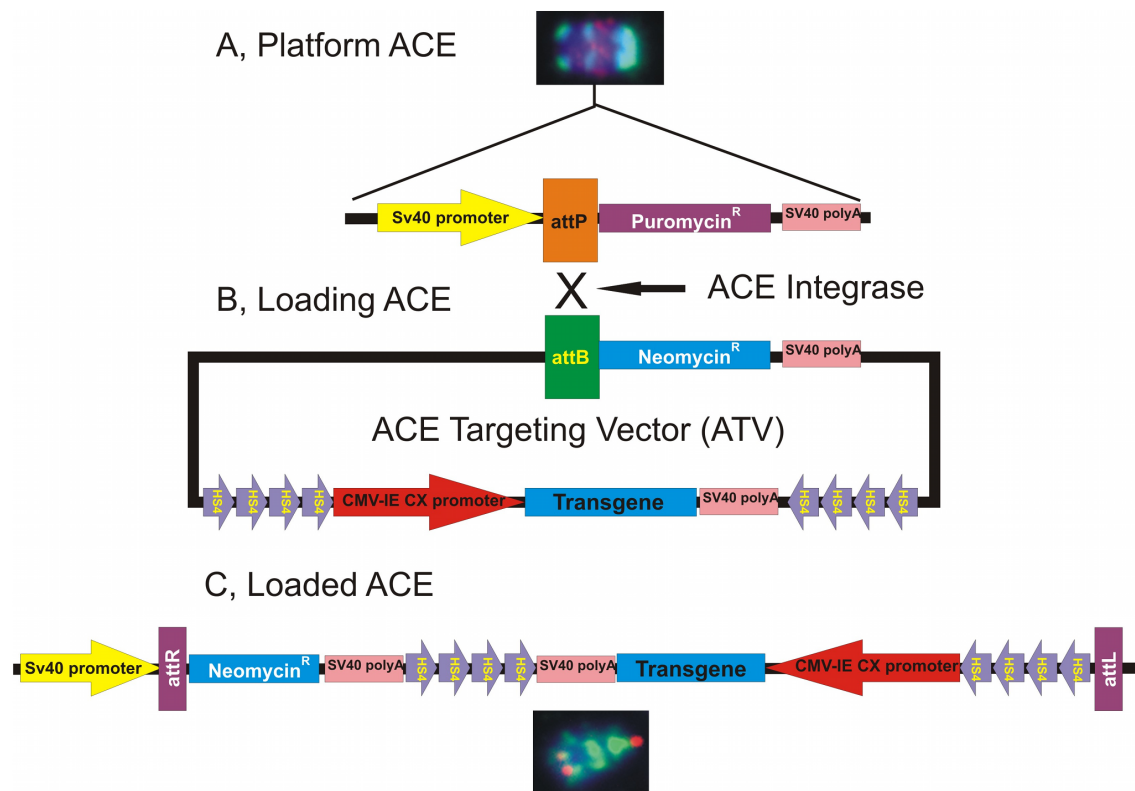 A, Platform ACE
Sv40 promoter
attP
Puromycin R
SV40 polyA
B, Loading ACE
X
ACE Integrase
attB
Neomycin R
SV40 polyA
ACE Targeting Vector (ATV)
HS4 HS4 HS4 HS4 CMV-IE CX promoter Transgene SV40 polyA HS4 HS4 HS4 HS4
C, Loaded ACE
Sv40 promoter attR Neomycin R SV40 polyA HS4 HS4 HS4 HS4 SV40 polyA Transgene CMV-IE CX promoter HS4 HS4 HS4 HS4 attL